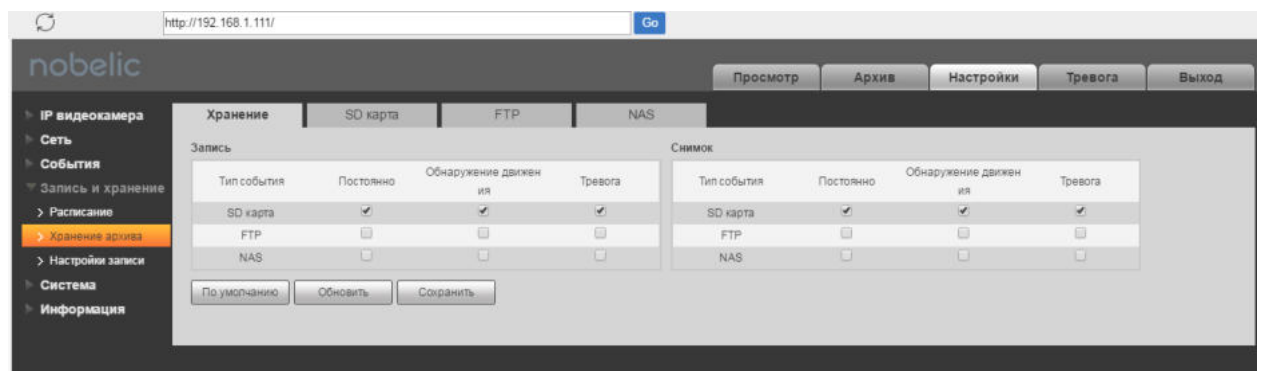 http://192.168.1.111/ Go
nobelic
Просмотр Архив Настройки Тревога Выход
IP видеокамера
Сеть
События
Запись и хранение
Расписание
Хранение архива
Настройки записи
Система
Информация
Хранение SD карта FTP NAS
Запись
Тип события Постоянно Обнаружение движен
ия Тревога
SD карта
FTP
NAS
Снимок
Тип события Постоянно Обнаружение движен
ия Тревога
SD карта
FTP
NAS
По умолчанию Обновить Сохранить